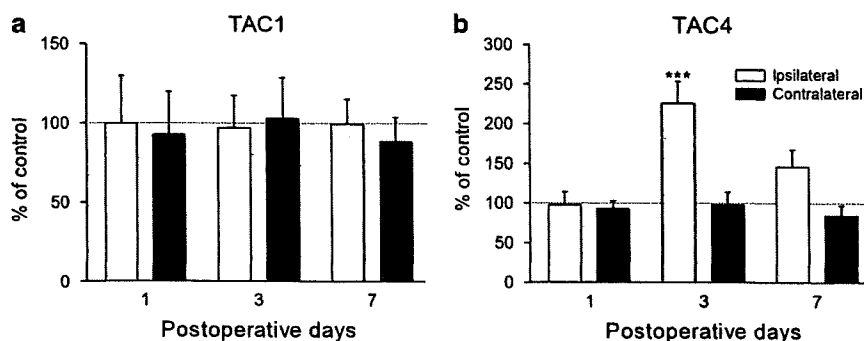 a
TAC1
% of control
150
100
50
0
1 3 7
Postoperative days
b
TAC4
% of control
300
250
200
150
100
50
0
Ipsilateral
Contralateral
***
1 3 7
Postoperative days